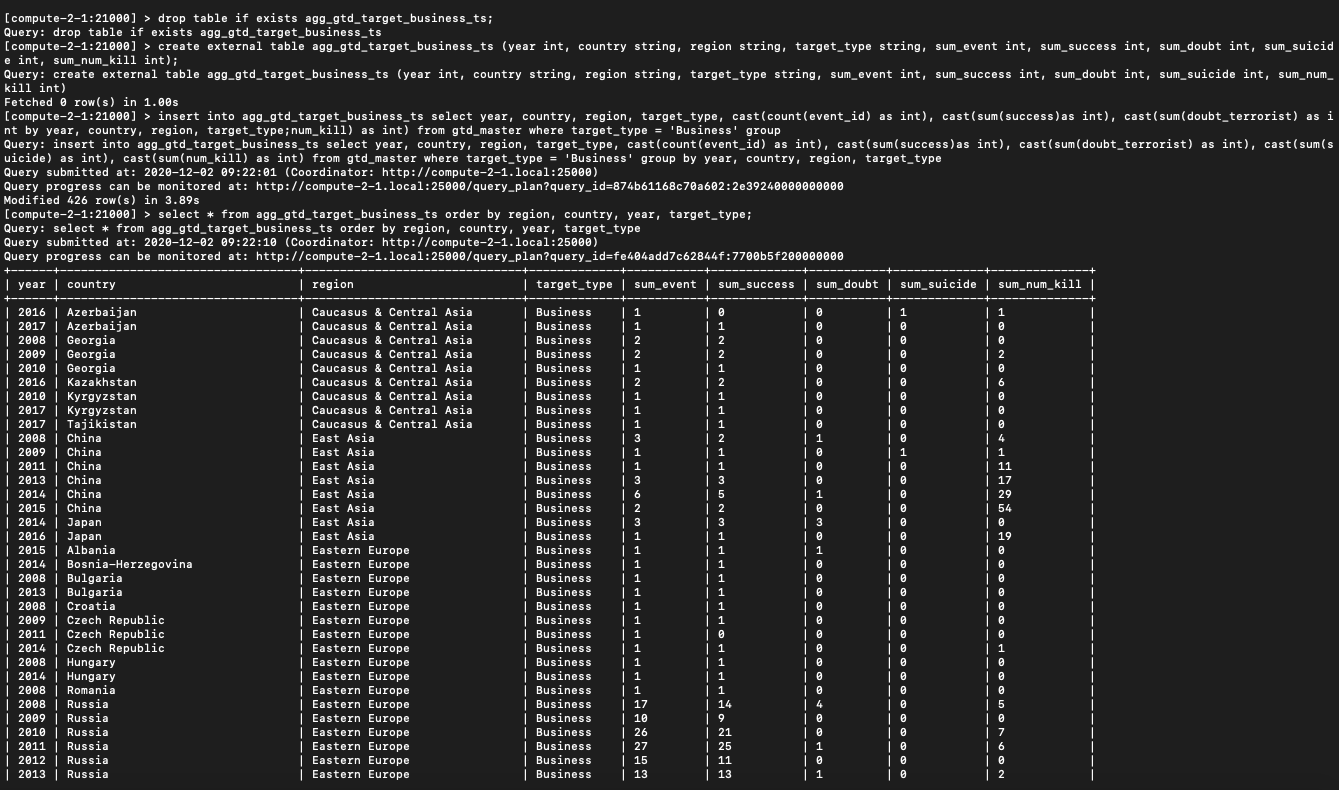 [compute-2-1:21000] > drop table if exists agg_gtd_target_business_ts;
Query: drop table if exists agg_gtd_target_business_ts
[compute-2-1:21000] > create external table agg_gtd_target_business_ts (year int, country string, region string, target_type string, sum_event int, sum_success int, sum_doubt int, sum_suicid
e int, sum_num_kill int);
Query: create external table agg_gtd_target_business_ts (year int, country string, region string, target_type string, sum_event int, sum_success int, sum_doubt int, sum_suicide int, sum_num_
kill int)
Fetched 0 row(s) in 1.00s
[compute-2-1:21000] > insert into agg_gtd_target_business_ts select year, country, region, target_type, cast(count(event_id) as int), cast(sum(success)as int), cast(sum(doubt_terrorist) as i
nt by year, country, region, target_type;num_kill) as int) from gtd_master where target_type = 'Business' group
Query: insert into agg_gtd_target_business_ts select year, country, region, target_type, cast(count(event_id) as int), cast(sum(success)as int), cast(sum(doubt_terrorist) as int), cast(sum(s
uicide) as int), cast(sum(num_kill) as int) from gtd_master where target_type = 'Business' group by year, country, region, target_type
Query submitted at: 2020-12-02 09:22:01 (Coordinator: http://compute-2-1.local:25000)
Query progress can be monitored at: http://compute-2-1.local:25000/query_plan?query_id=874b61168c70a602:2e39240000000000
Modified 426 row(s) in 3.89s
[compute-2-1:21000] > select * from agg_gtd_target_business_ts order by region, country, year, target_type;
Query: select * from agg_gtd_target_business_ts order by region, country, year, target_type
Query submitted at: 2020-12-02 09:22:10 (Coordinator: http://compute-2-1.local:25000)
Query progress can be monitored at: http://compute-2-1.local:25000/query_plan?query_id=fe404add7c62844f:7700b5f200000000
| year | country | region | target_type | sum_event | sum_success | sum_doubt | sum_suicide | sum_num_kill |
| 2016 | Azerbaijan | Caucasus & Central Asia | Business | 1 | 0 | 0 | 1 | 1 |
| 2017 | Azerbaijan | Caucasus & Central Asia | Business | 1 | 1 | 0 | 0 | 0 |
| 2008 | Georgia | Caucasus & Central Asia | Business | 2 | 2 | 0 | 0 | 0 |
| 2009 | Georgia | Caucasus & Central Asia | Business | 2 | 2 | 0 | 0 | 2 |
| 2010 | Georgia | Caucasus & Central Asia | Business | 1 | 1 | 0 | 0 | 0 |
| 2016 | Kazakhstan | Caucasus & Central Asia | Business | 2 | 2 | 0 | 0 | 6 |
| 2010 | Kyrgyzstan | Caucasus & Central Asia | Business | 1 | 1 | 0 | 0 | 0 |
| 2017 | Kyrgyzstan | Caucasus & Central Asia | Business | 1 | 1 | 0 | 0 | 0 |
| 2017 | Tajikistan | Caucasus & Central Asia | Business | 1 | 1 | 0 | 0 | 0 |
| 2008 | China | East Asia | Business | 3 | 2 | 1 | 0 | 4 |
| 2009 | China | East Asia | Business | 1 | 1 | 0 | 1 | 1 |
| 2011 | China | East Asia | Business | 1 | 1 | 0 | 0 | 11 |
| 2013 | China | East Asia | Business | 3 | 3 | 0 | 0 | 17 |
| 2014 | China | East Asia | Business | 6 | 5 | 1 | 0 | 29 |
| 2015 | China | East Asia | Business | 2 | 2 | 0 | 0 | 54 |
| 2014 | Japan | East Asia | Business | 3 | 3 | 3 | 0 | 0 |
| 2016 | Japan | East Asia | Business | 1 | 1 | 0 | 0 | 19 |
| 2015 | Albania | Eastern Europe | Business | 1 | 1 | 1 | 0 | 0 |
| 2014 | Bosnia-Herzegovina | Eastern Europe | Business | 1 | 1 | 0 | 0 | 0 |
| 2008 | Bulgaria | Eastern Europe | Business | 1 | 1 | 0 | 0 | 0 |
| 2013 | Bulgaria | Eastern Europe | Business | 1 | 1 | 0 | 0 | 0 |
| 2008 | Croatia | Eastern Europe | Business | 1 | 1 | 0 | 0 | 0 |
| 2009 | Czech Republic | Eastern Europe | Business | 1 | 1 | 0 | 0 | 0 |
| 2011 | Czech Republic | Eastern Europe | Business | 1 | 0 | 0 | 0 | 0 |
| 2014 | Czech Republic | Eastern Europe | Business | 1 | 1 | 0 | 0 | 1 |
| 2008 | Hungary | Eastern Europe | Business | 1 | 1 | 0 | 0 | 0 |
| 2014 | Hungary | Eastern Europe | Business | 1 | 1 | 0 | 0 | 0 |
| 2008 | Romania | Eastern Europe | Business | 1 | 1 | 0 | 0 | 0 |
| 2008 | Russia | Eastern Europe | Business | 17 | 14 | 4 | 0 | 5 |
| 2009 | Russia | Eastern Europe | Business | 10 | 9 | 0 | 0 | 0 |
| 2010 | Russia | Eastern Europe | Business | 26 | 21 | 0 | 0 | 7 |
| 2011 | Russia | Eastern Europe | Business | 27 | 25 | 1 | 0 | 6 |
| 2012 | Russia | Eastern Europe | Business | 15 | 11 | 0 | 0 | 0 |
| 2013 | Russia | Eastern Europe | Business | 13 | 13 | 1 | 0 | 2 |